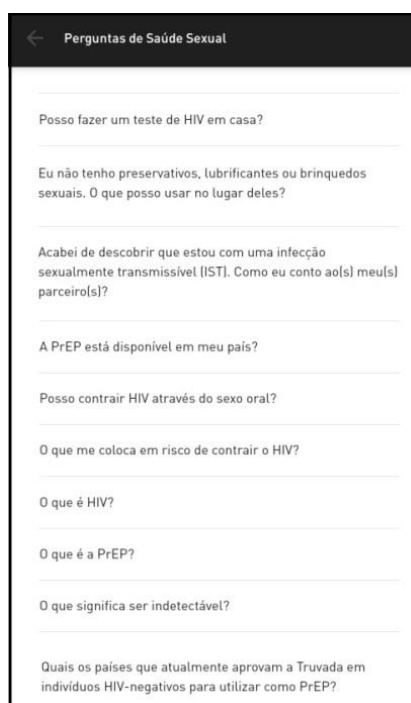 Perguntas de Saúde Sexual
Posso fazer um teste de HIV em casa?
Eu não tenho preservativos, lubrificantes ou brinquedos
sexuais. O que posso usar no lugar deles?
Acabei de descobrir que estou com uma infecção
sexualmente transmissível (IST). Como eu conto ao(s) meu(s)
parceiro(s)?
A PrEP está disponível em meu país?
Posso contrair HIV através do sexo oral?
O que me coloca em risco de contrair o HIV?
O que é HIV?
O que é a PrEP?
O que significa ser indetectável?
Quais os países que atualmente aprovam a Truvada em
indivíduos HIV-negativos para utilizar como PrEP?